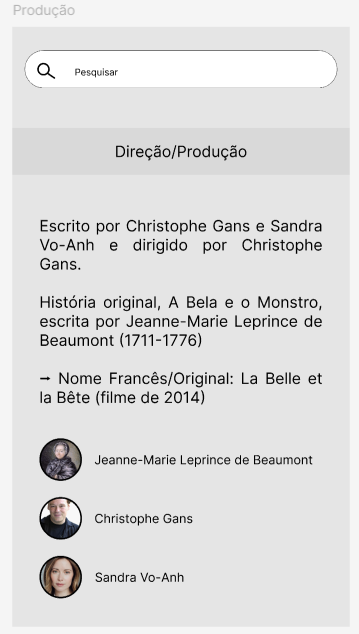 Produção
Pesquisar
Direção/Produção
Escrito por Christophe Gans e Sandra
Vo-Anh e dirigido por Christophe
Gans.
História original, A Bela e o Monstro,
escrita por Jeanne-Marie Leprince de
Beaumont (1711-1776)
→ Nome Francês/Original: La Belle et
la Bête (filme de 2014)
Jeanne-Marie Leprince de Beaumont
Christophe Gans
Sandra Vo-Anh